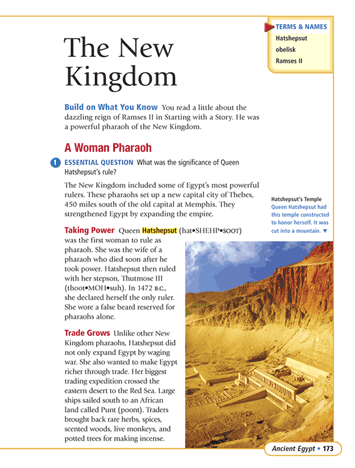 TERMS & NAMES
Hatshepsut
obelisk
Ramses II
The New
Kingdom
Build on What You Know You read a little about the
dazzling reign of Ramses II in Starting with a Story. He was
a powerful pharaoh of the New Kingdom.
A Woman Pharaoh
1 ESSENTIAL QUESTION What was the significance of Queen
Hatshepsut's rule?
The New Kingdom included some of Egypt's most powerful
rulers. These pharaohs set up a new capital city of Thebes,
450 miles south of the old capital at Memphis. They
strengthened Egypt by expanding the empire.
Taking Power Queen Hatshepsut (hat•SHEHP•SOOT)
was the first woman to rule as
pharaoh. She was the wife of a
pharaoh who died soon after he
took power. Hatshepsut then ruled
with her stepson, Thutmose III
(thoot•MOH•suh). In 1472 B.C.,
she declared herself the only ruler.
She wore a false beard reserved for
pharaohs alone.
Trade Grows Unlike other New
Kingdom pharaohs, Hatshepsut did
not only expand Egypt by waging
war. She also wanted to make Egypt
richer through trade. Her biggest
trading expedition crossed the
eastern desert to the Red Sea. Large
ships sailed south to an African
land called Punt (poont). Traders
brought back rare herbs, spices,
scented woods, live monkeys, and
potted trees for making incense.
Hatshepsut's Temple
Queen Hatshepsut had
this temple constructed
to honor herself. It was
cut into a mountain. ▼
Ancient Egypt • 173